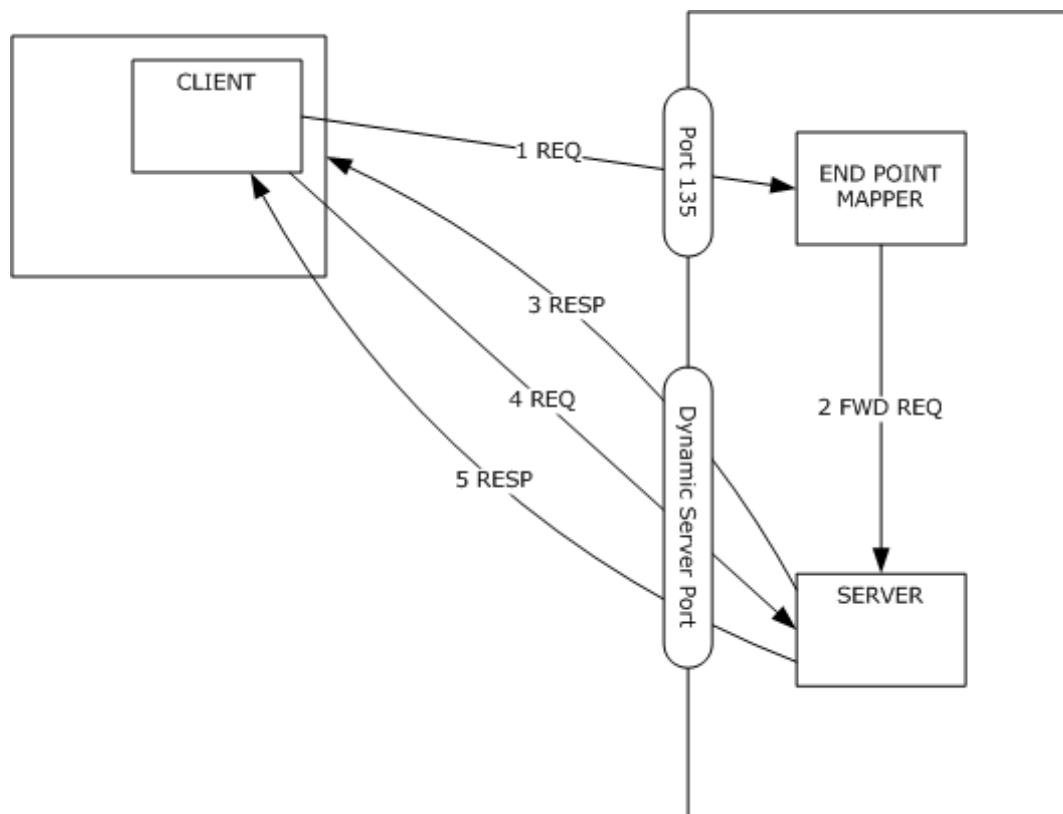 CLIENT
1 REQ
Port 135
END POINT
MAPPER
3 RESP
4 REQ
2 FWD REQ
5 RESP
Dynamic Server Port
SERVER